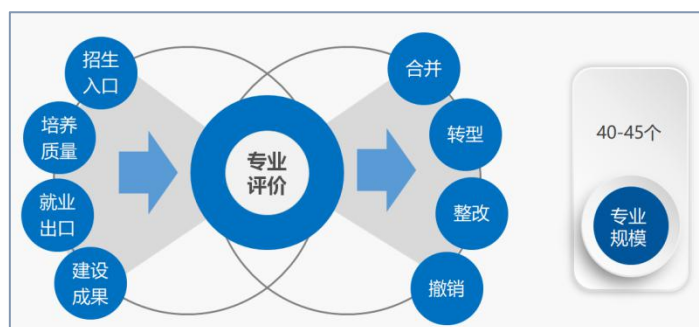 招生
入口
培养
质量
就业
出口
建设
成果
专业
评价
合并
转型
整改
撤销
40-45个
专业
规模